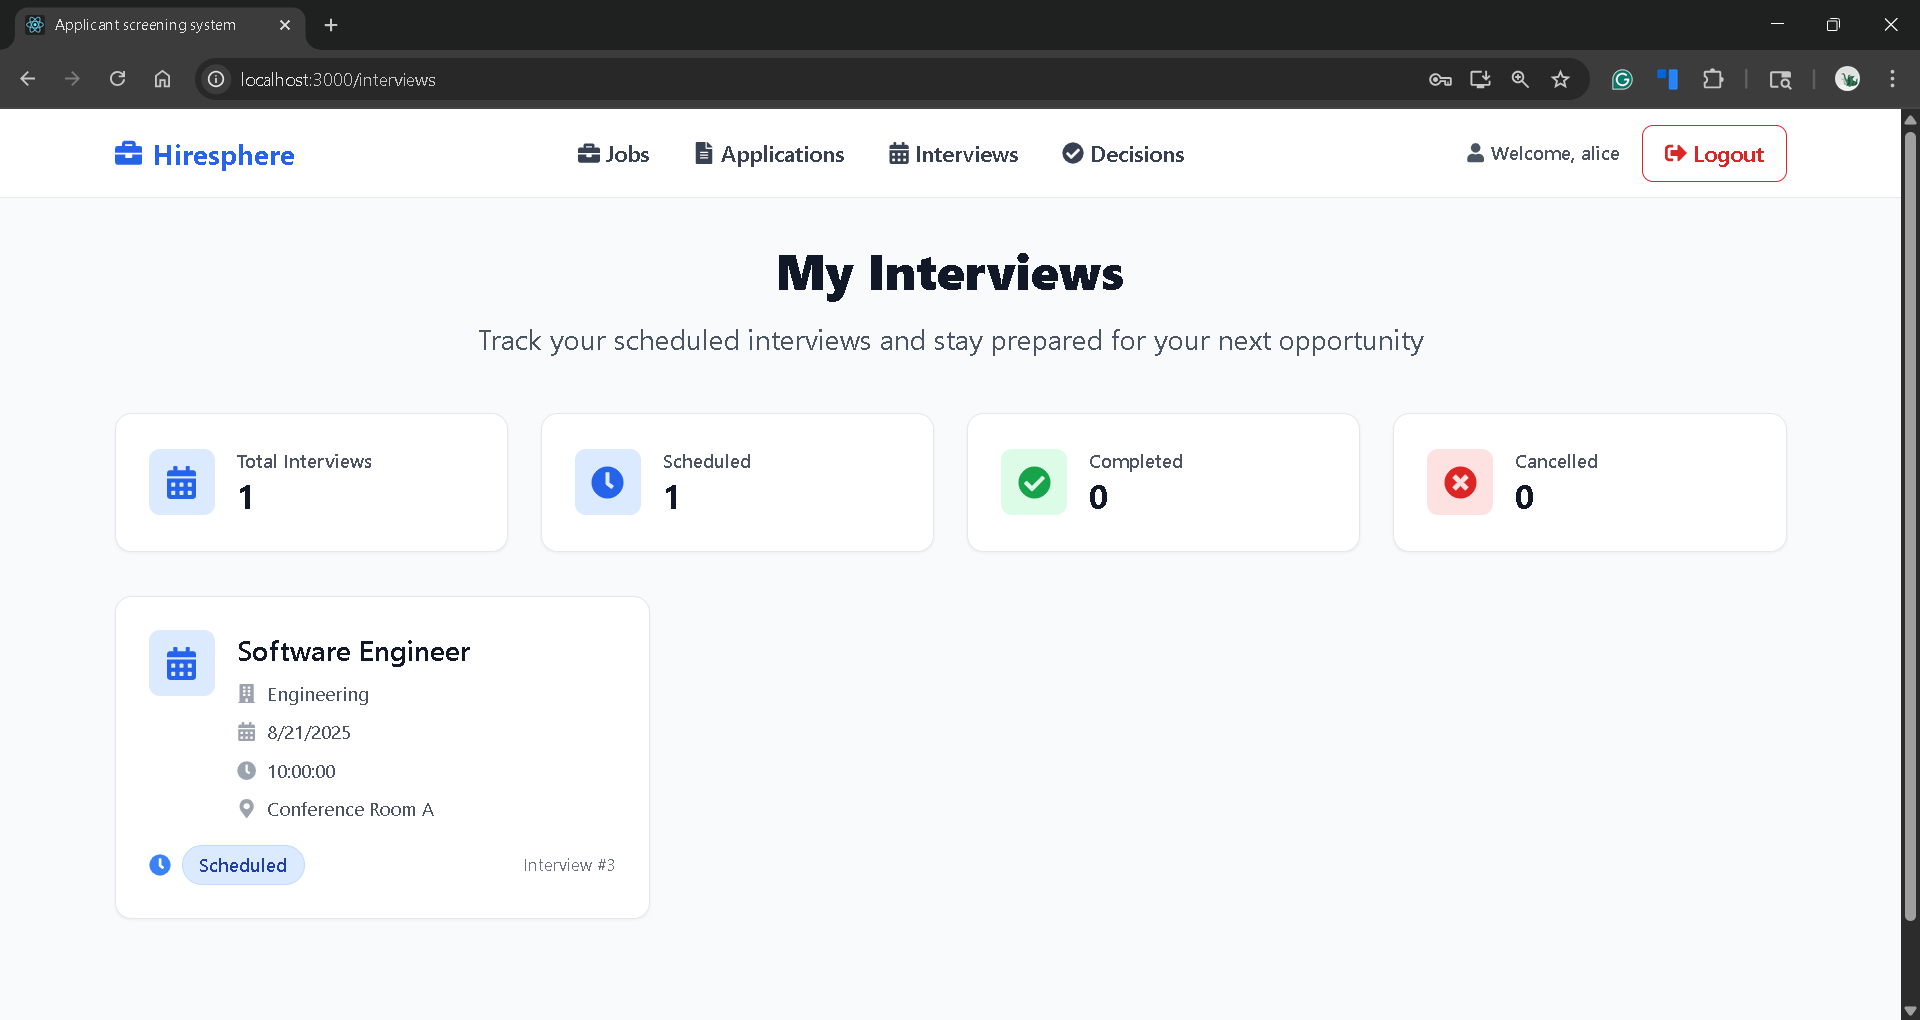 Applicant screening system
localhost:3000/interviews
Hiresphere
Jobs
Applications
Interviews
Decisions
Welcome, alice
Logout
My Interviews
Track your scheduled interviews and stay prepared for your next opportunity
Total Interviews
1
Scheduled
1
Completed
0
Cancelled
0
Software Engineer
Engineering
8/21/2025
10:00:00
Conference Room A
Scheduled
Interview #3